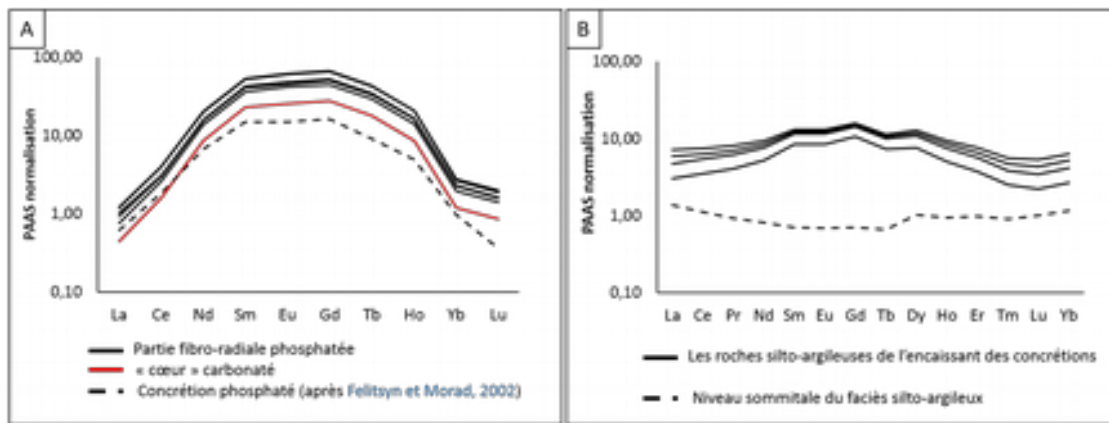 A
PAAS normalisation
100,00
10,00
1,00
0,10
La Ce Nd Sm Eu Gd Tb Ho Yb Lu
Partie fibro-radiale phosphatée
« cœur » carbonaté
Concrétion phosphaté (après Fellitsyn et Morad, 2002)
B
PAAS normalisation
100,00
10,00
1,00
0,10
La Ce Pr Nd Sm Eu Gd Tb Dy Ho Er Tm Lu Yb
Les roches silto-argileuses de l'encaissant des concrétions
Niveau sommitale du faciès silto-argileux